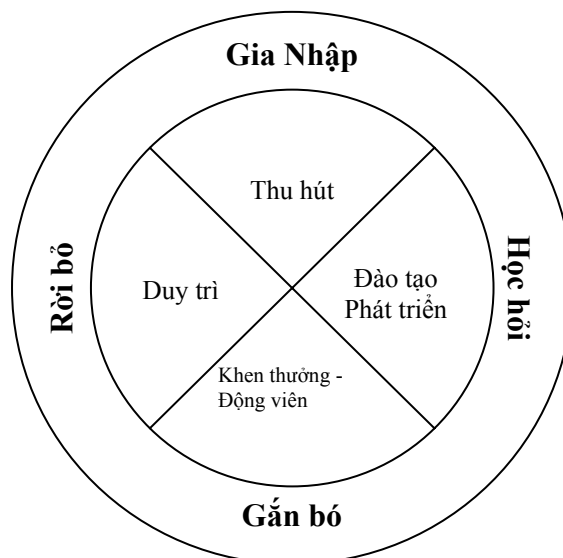 Gia Nhập
Thu hút
Rời bỏ
Duy trì
Đào tạo
Phát triển
Học hỏi
Khen thưởng -
Động viên
Gắn bó